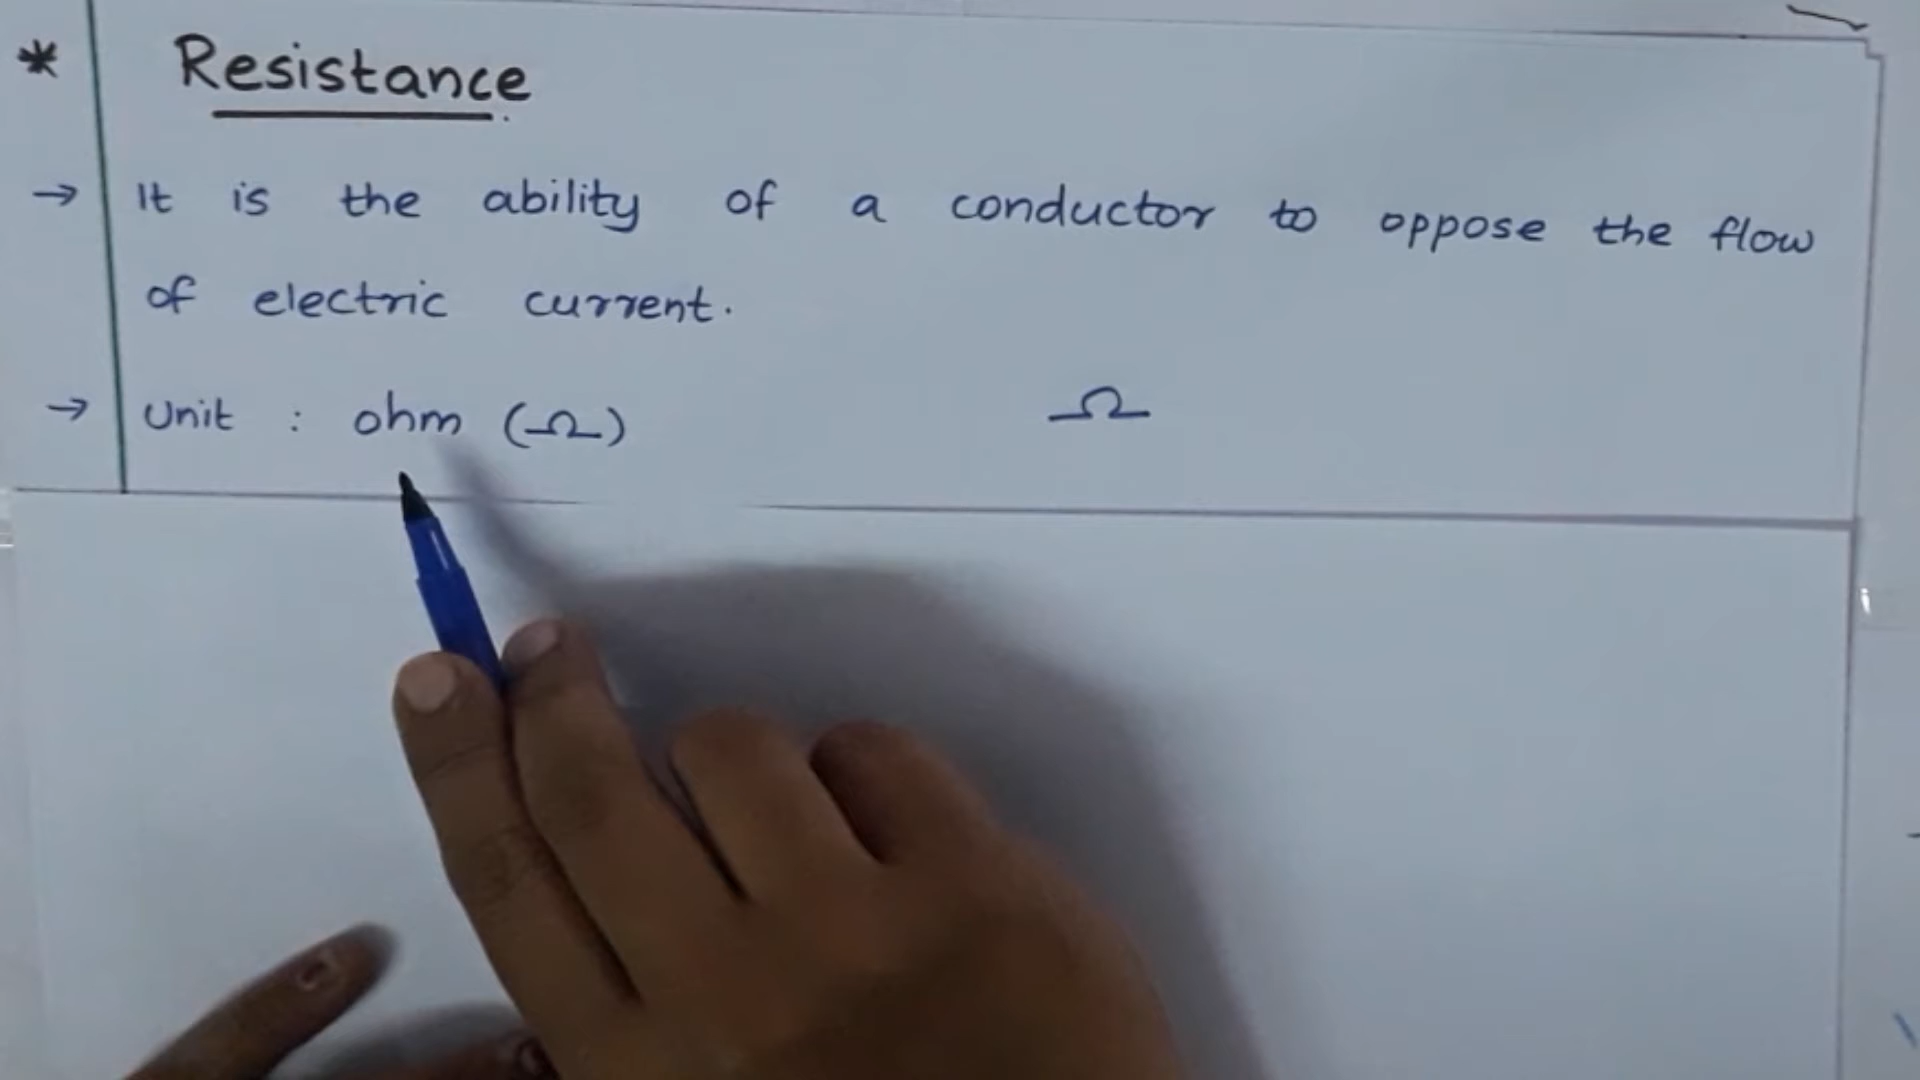 * Resistance
→ It is the ability of a conductor to oppose the flow
of electric current.
→ Unit : ohm (Ω) Ω